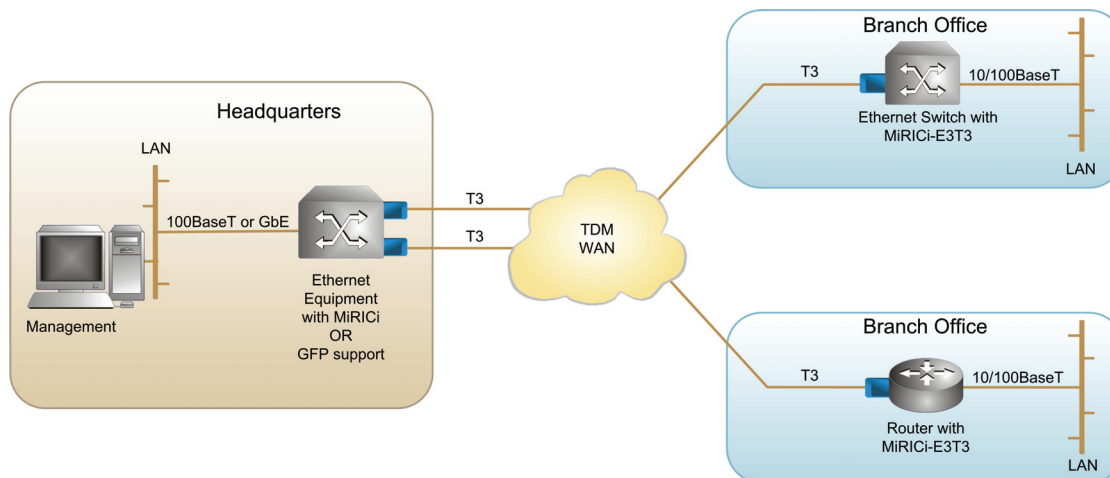 Headquarters
LAN
100BaseT or GbE
Management
Ethernet
Equipment
with MiRICi
OR
GFP support
T3
T3
TDM
WAN
Branch Office
T3
10/100BaseT
Ethernet Switch with
MiRICi-E3T3
LAN
Branch Office
T3
10/100BaseT
Router with
MiRICi-E3T3
LAN